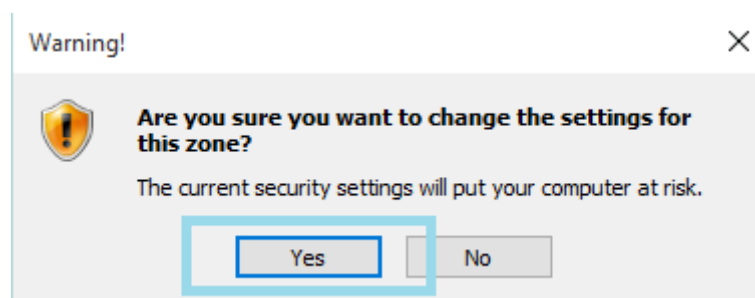 Warning!
Are you sure you want to change the settings for
this zone?
The current security settings will put your computer at risk.
Yes No